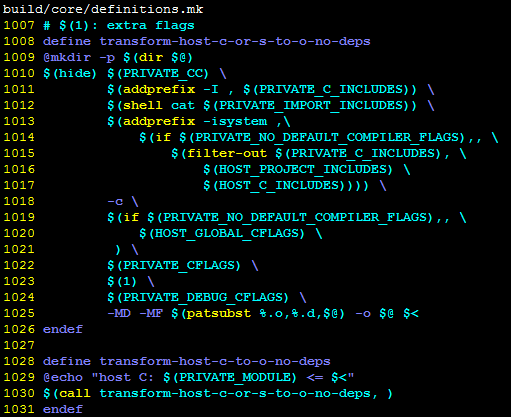 build/core/definitions.mk
1007 # $(1): extra flags
1008 define transform-host-c-or-s-to-o-no-deps
1009 @mkdir -p $(dir $@)
1010 $(hide) $(PRIVATE_CC) \
1011         $(addprefix -I , $(PRIVATE_C_INCLUDES)) \
1012         $(shell cat $(PRIVATE_IMPORT_INCLUDES)) \
1013         $(addprefix -isystem ,\
1014             $(if $(PRIVATE_NO_DEFAULT_COMPILER_FLAGS),, \
1015                 $(filter-out $(PRIVATE_C_INCLUDES), \
1016                     $(HOST_PROJECT_INCLUDES) \
1017                     $(HOST_C_INCLUDES)))) \
1018         -c \
1019         $(if $(PRIVATE_NO_DEFAULT_COMPILER_FLAGS),, \
1020             $(HOST_GLOBAL_CFLAGS) \
1021          ) \
1022         $(PRIVATE_CFLAGS) \
1023         $(1) \
1024         $(PRIVATE_DEBUG_CFLAGS) \
1025         -MD -MF $(patsubst %.o,%.d,$@) -o $@ $<
1026 endef
1027
1028 define transform-host-c-to-o-no-deps
1029 @echo "host C: $(PRIVATE_MODULE) <= $<"
1030 $(call transform-host-c-or-s-to-o-no-deps, )
1031 endef